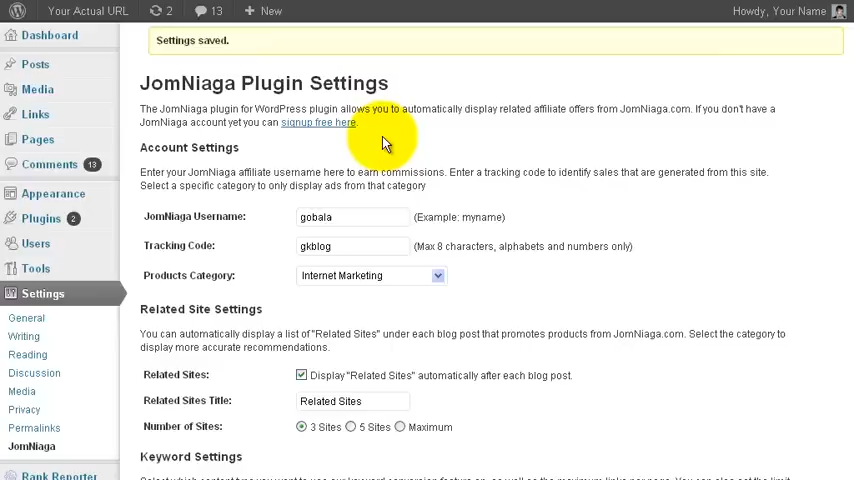 Your Actual URL 2 13 + New Howdy, Your Name
Dashboard
Posts
Media
Links
Pages
Comments 13
Appearance
Plugins 2
Users
Tools
Settings
General
Writing
Reading
Discussion
Media
Privacy
Permalinks
JomNiaga
Rank Reporter
Settings saved.
JomNiaga Plugin Settings
The JomNiaga plugin for WordPress plugin allows you to automatically display related affiliate offers from JomNiaga.com. If you don't have a
JomNiaga account yet you can signup free here.
Account Settings
Enter your JomNiaga affiliate username here to earn commissions. Enter a tracking code to identify sales that are generated from this site.
Select a specific category to only display ads from that category
JomNiaga Username: gobala (Example: myname)
Tracking Code: gkblog (Max 8 characters, alphabets and numbers only)
Products Category: Internet Marketing
Related Site Settings
You can automatically display a list of "Related Sites" under each blog post that promotes products from JomNiaga.com. Select the category to
display more accurate recommendations.
Related Sites: Display "Related Sites" automatically after each blog post.
Related Sites Title: Related Sites
Number of Sites: 3 Sites 5 Sites Maximum
Keyword Settings